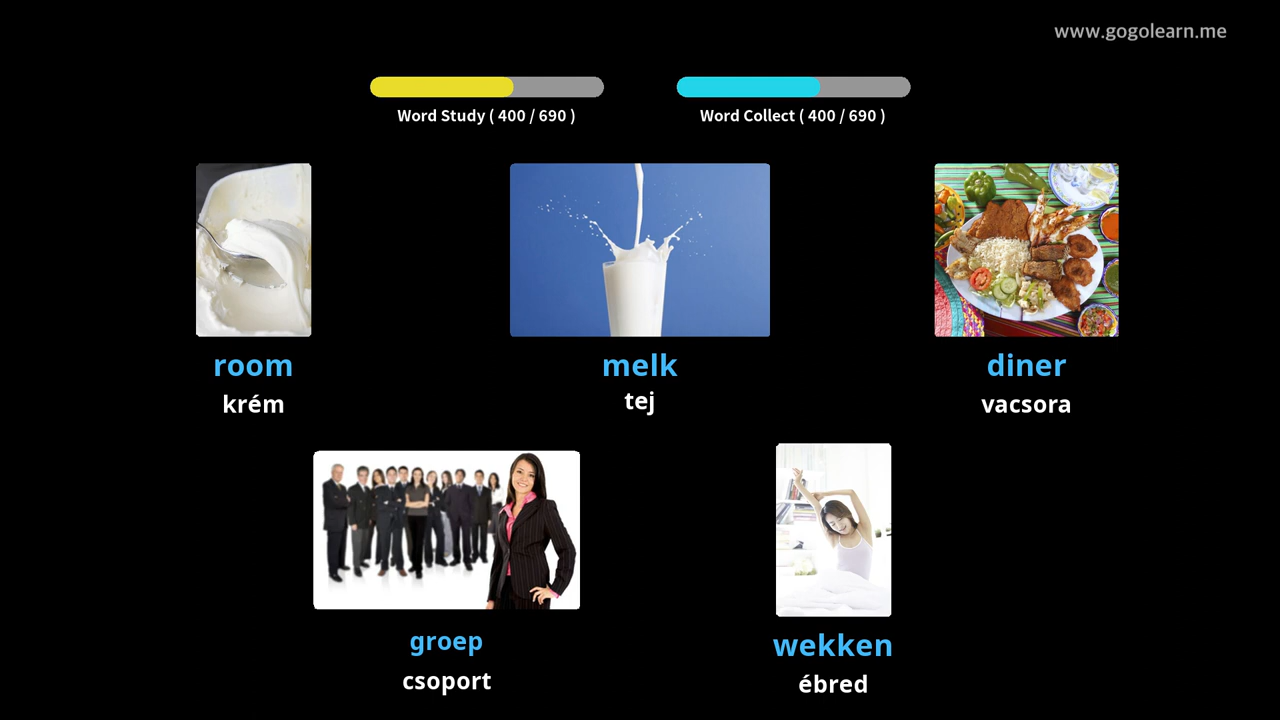 www.gogolearn.me
Word Study ( 400 / 690 )
Word Collect ( 400 / 690 )
room
krém
melk
tej
diner
vacsora
groep
csoport
wekken
ébred